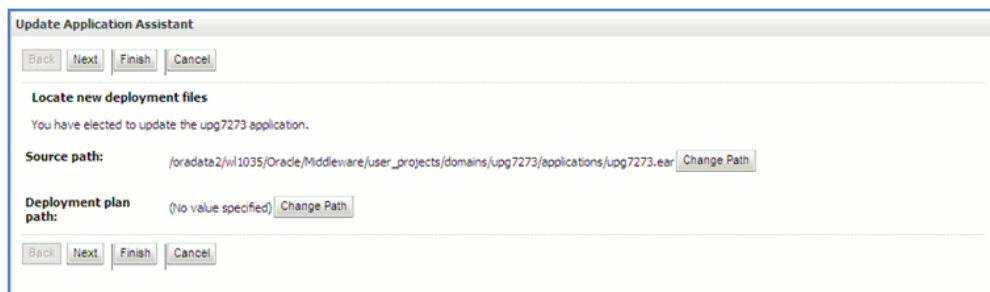 Update Application Assistant
Back Next Finish Cancel
Locate new deployment files
You have elected to update the upg7273 application.
Source path: /oradata2/wl1035/Oracle/Middleware/user_projects/domains/upg7273/applications/upg7273.ear Change Path
Deployment plan path: (No value specified) Change Path
Back Next Finish Cancel